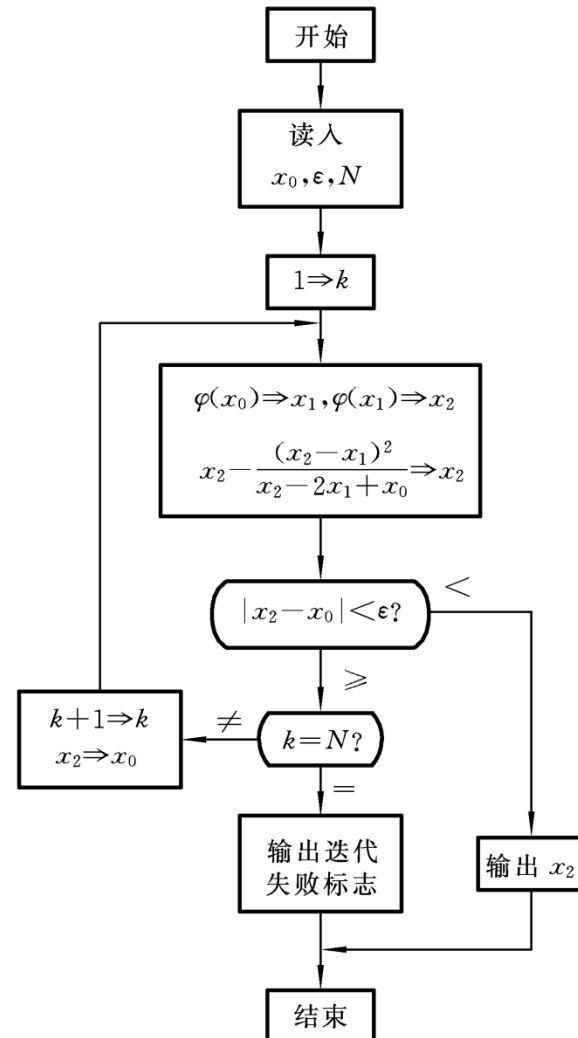 开始
读入
x₀,ε,N
1⇒k
φ(x₀)⇒x₁,φ(x₁)⇒x₂
x₂−(x₂−x₁)²/(x₂−2x₁+x₀)⇒x₂
|x₂−x₀|<ε?
<
≥
k+1⇒k
x₂⇒x₀
≠
k=N?
=
输出迭代
失败标志
输出 x₂
结束